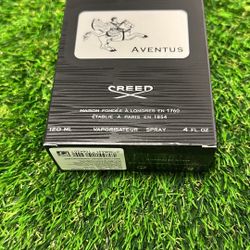 AVENTUS
CREED
MAISON FONDÉE À LONDRES EN 1760
ÉTABLIE À PARIS EN 1854
120 ML VAPORISATEUR SPRAY 4 FL OZ